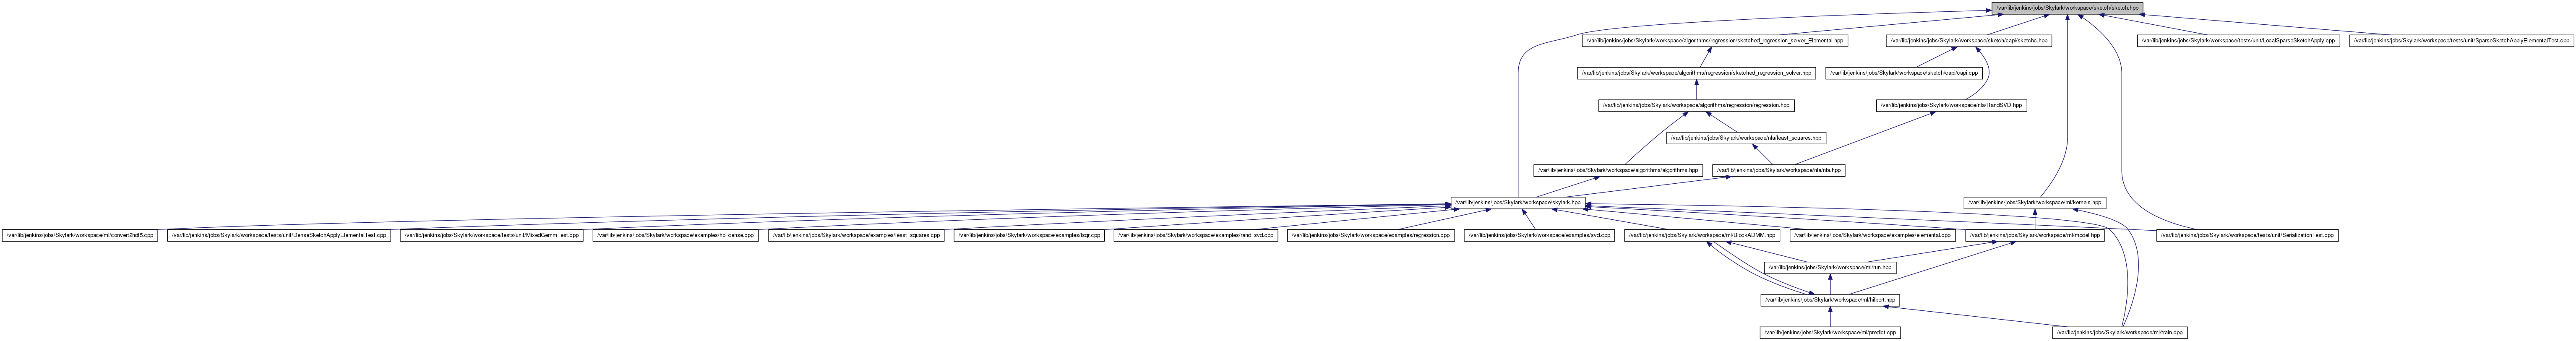 /var/lib/jenkins/jobs/Skylark/workspace/sketch/sketch.hpp
/var/lib/jenkins/jobs/Skylark/workspace/algorithms/regression/sketched_regression_solver_Elemental.hpp
/var/lib/jenkins/jobs/Skylark/workspace/sketch/capi/sketchc.hpp
/var/lib/jenkins/jobs/Skylark/workspace/tests/unit/LocalSparseSketchApply.cpp
/var/lib/jenkins/jobs/Skylark/workspace/tests/unit/SparseSketchApplyElementalTest.cpp
/var/lib/jenkins/jobs/Skylark/workspace/algorithms/regression/sketched_regression_solver.hpp
/var/lib/jenkins/jobs/Skylark/workspace/sketch/capi/capi.cpp
/var/lib/jenkins/jobs/Skylark/workspace/algorithms/regression/regression.hpp
/var/lib/jenkins/jobs/Skylark/workspace/nla/RandSVD.hpp
/var/lib/jenkins/jobs/Skylark/workspace/nla/least_squares.hpp
/var/lib/jenkins/jobs/Skylark/workspace/algorithms/algorithms.hpp
/var/lib/jenkins/jobs/Skylark/workspace/nla/nla.hpp
/var/lib/jenkins/jobs/Skylark/workspace/skylark.hpp
/var/lib/jenkins/jobs/Skylark/workspace/ml/kernels.hpp
/var/lib/jenkins/jobs/Skylark/workspace/ml/convert2hdf5.cpp
/var/lib/jenkins/jobs/Skylark/workspace/tests/unit/DenseSketchApplyElementalTest.cpp
/var/lib/jenkins/jobs/Skylark/workspace/tests/unit/MixedGemmTest.cpp
/var/lib/jenkins/jobs/Skylark/workspace/examples/hp_dense.cpp
/var/lib/jenkins/jobs/Skylark/workspace/examples/least_squares.cpp
/var/lib/jenkins/jobs/Skylark/workspace/examples/lsqr.cpp
/var/lib/jenkins/jobs/Skylark/workspace/examples/rand_svd.cpp
/var/lib/jenkins/jobs/Skylark/workspace/examples/regression.cpp
/var/lib/jenkins/jobs/Skylark/workspace/examples/svd.cpp
/var/lib/jenkins/jobs/Skylark/workspace/ml/BlockADMM.hpp
/var/lib/jenkins/jobs/Skylark/workspace/examples/elemental.cpp
/var/lib/jenkins/jobs/Skylark/workspace/ml/model.hpp
/var/lib/jenkins/jobs/Skylark/workspace/tests/unit/SerializationTest.cpp
/var/lib/jenkins/jobs/Skylark/workspace/ml/run.hpp
/var/lib/jenkins/jobs/Skylark/workspace/ml/hilbert.hpp
/var/lib/jenkins/jobs/Skylark/workspace/ml/predict.cpp
/var/lib/jenkins/jobs/Skylark/workspace/ml/train.cpp